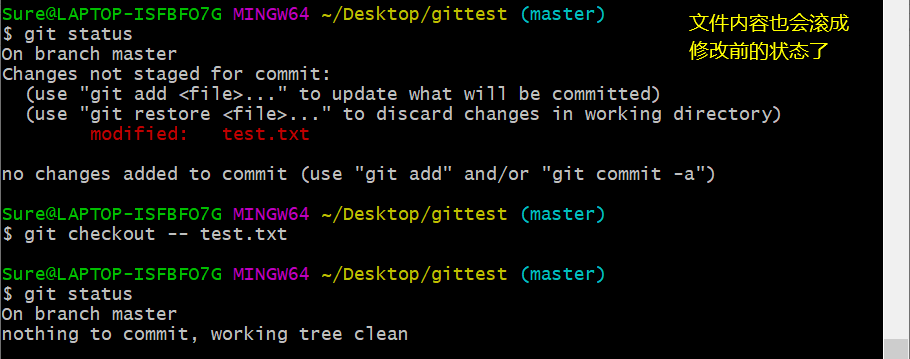 Sure@LAPTOP-ISFBFO7G MINGW64 ~/Desktop/gittest (master)
$ git status
On branch master
Changes not staged for commit:
(use "git add <file>..." to update what will be committed)
(use "git restore <file>..." to discard changes in working directory)
modified: test.txt
no changes added to commit (use "git add" and/or "git commit -a")
Sure@LAPTOP-ISFBFO7G MINGW64 ~/Desktop/gittest (master)
$ git checkout -- test.txt
Sure@LAPTOP-ISFBFO7G MINGW64 ~/Desktop/gittest (master)
$ git status
On branch master
nothing to commit, working tree clean
文件内容也会滚成
修改前的状态了